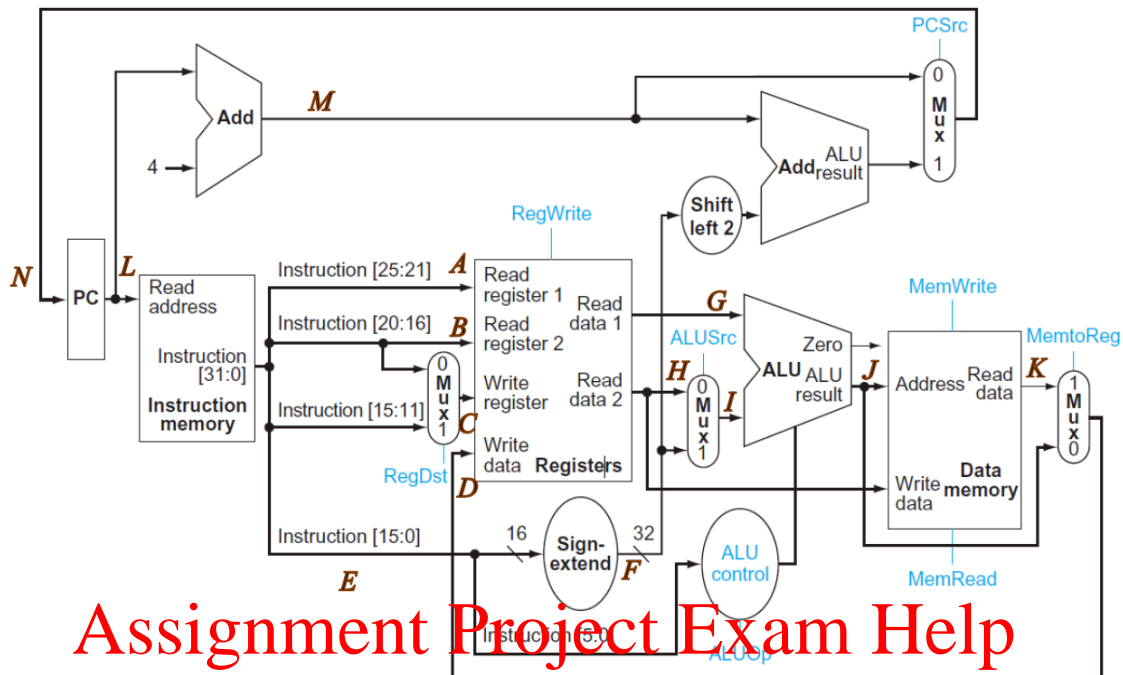 PCSrc
0
M
u
x
1
M
Add
4
Add
ALU
result
Shift
left 2
RegWrite
N
PC
L
Read
address
Instruction
[31:0]
Instruction
memory
Instruction [25:21]
A
Instruction [20:16]
B
Instruction [15:11]
0
M
u
x
1
C
RegDst
D
Read
register 1
Read
register 2
Write
register
Write
data
Read
data 1
Read
data 2
Registers
G
ALUSrc
H
0
M
u
x
1
I
Zero
ALU
ALU
result
J
MemWrite
Address
Read
data
Write
data
Data
memory
MemRead
MemtoReg
K
1
M
u
x
0
Instruction [15:0]
E
16
Sign-
extend
32
F
ALU
control
Instruction [5:0]
ALUOp
Assignment Project Exam Help